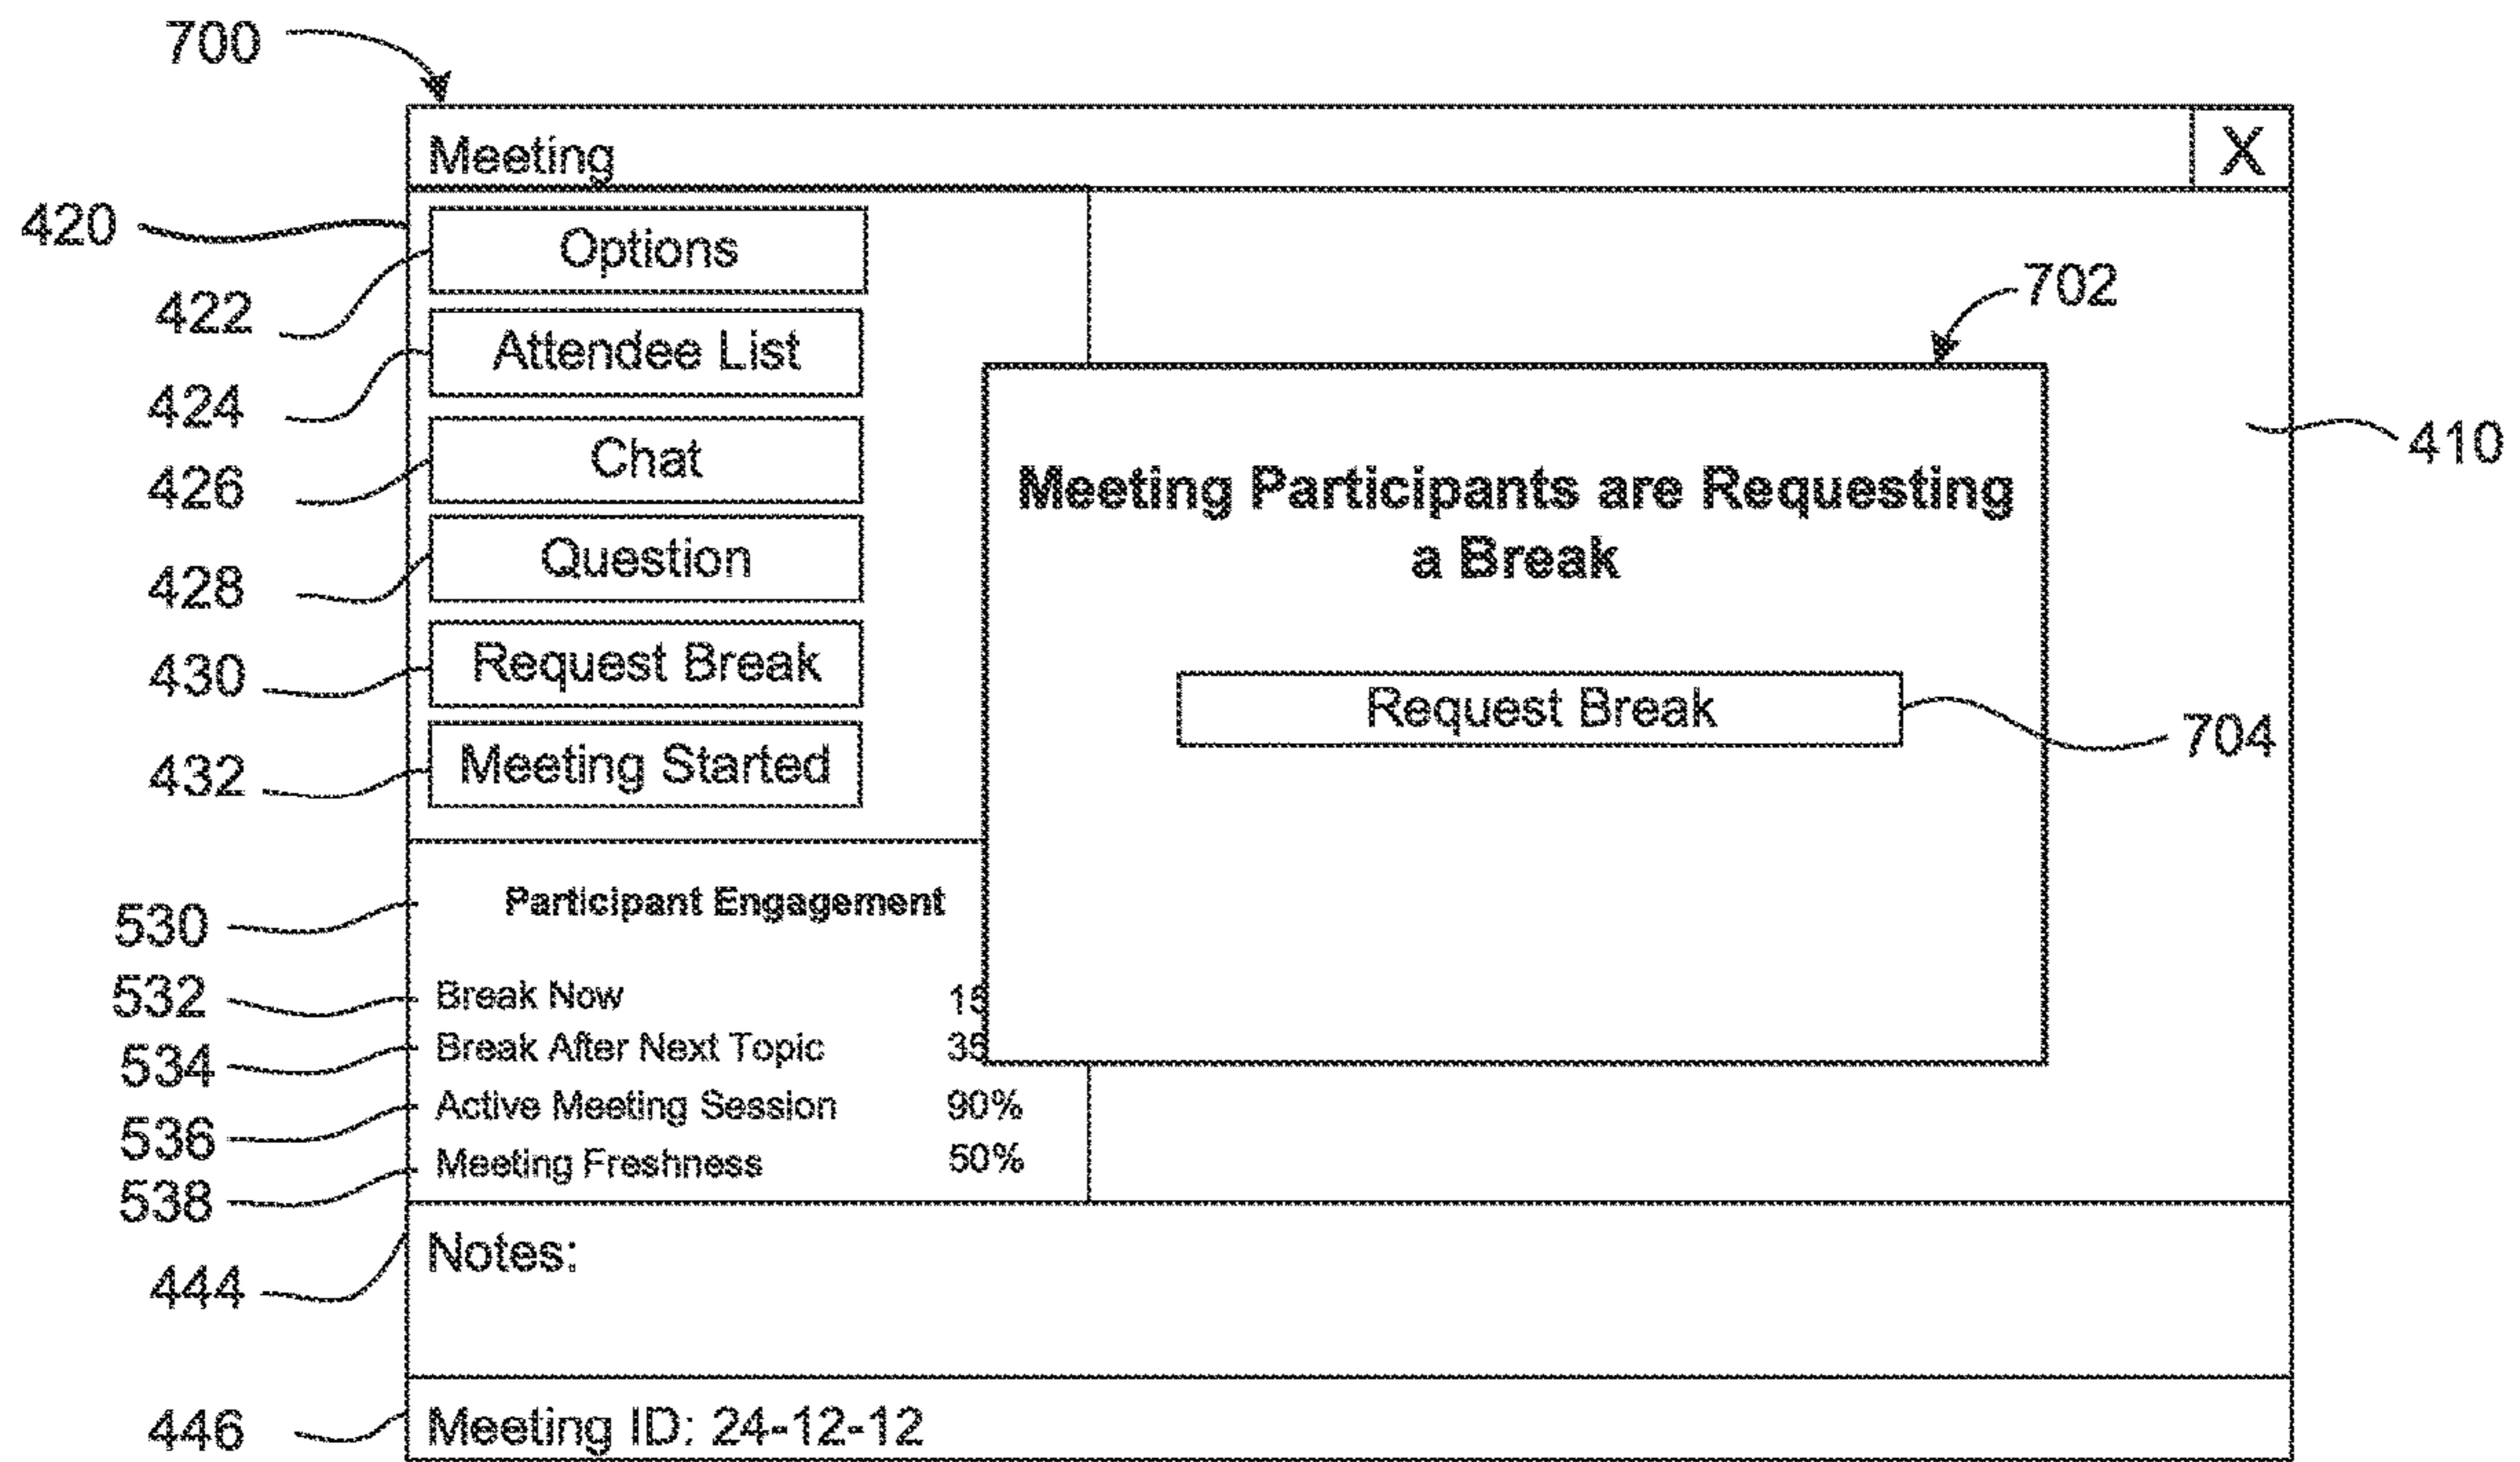 700
Meeting
X
420
Options
422
702
Attendee List
424
410
Chat
426
Meeting Participants are Requesting
a Break
Question
428
Request Break
430
Request Break
704
Meeting Started
432
Participant Engagement
530
532
Break Now
15
534
Break After Next Topic
35
536
Active Meeting Session 90%
538
Meeting Freshness 50%
Notes:
444
446
Meeting ID: 24-12-12